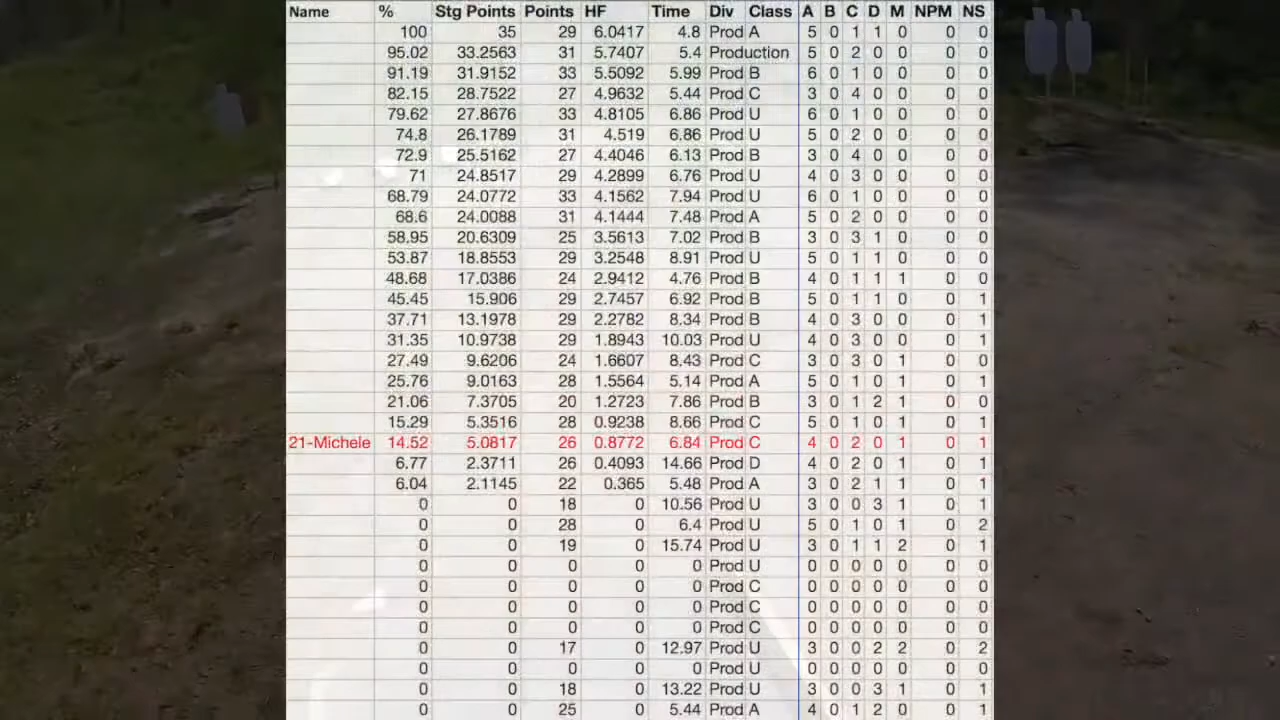 Name % Stg Points Points HF Time Div Class A B C D M NPM NS
100 35 29 6.0417 4.8 Prod A 5 0 1 1 0 0 0
95.02 33.2563 31 5.7407 5.4 Production 5 0 2 0 0 0 0
91.19 31.9152 33 5.5092 5.99 Prod B 6 0 1 0 0 0 0
82.15 28.7522 27 4.9632 5.44 Prod C 3 0 4 0 0 0 0
79.62 27.8676 33 4.8105 6.86 Prod U 6 0 1 0 0 0 0
74.8 26.1789 31 4.519 6.86 Prod U 5 0 2 0 0 0 0
72.9 25.5162 27 4.4046 6.13 Prod B 3 0 4 0 0 0 0
71 24.8517 29 4.2899 6.76 Prod U 4 0 3 0 0 0 0
68.79 24.0772 33 4.1562 7.94 Prod U 6 0 1 0 0 0 0
68.6 24.0088 31 4.1444 7.48 Prod A 5 0 2 0 0 0 0
58.95 20.6309 25 3.5613 7.02 Prod B 3 0 3 1 0 0 0
53.87 18.8553 29 3.2548 8.91 Prod U 5 0 1 1 0 0 0
48.68 17.0386 24 2.9412 4.76 Prod B 4 0 1 1 1 0 0
45.45 15.906 29 2.7457 6.92 Prod B 5 0 1 1 0 0 1
37.71 13.1978 29 2.2782 8.34 Prod B 4 0 3 0 0 0 1
31.35 10.9738 29 1.8943 10.03 Prod U 4 0 3 0 0 0 1
27.49 9.6206 24 1.6607 8.43 Prod C 3 0 3 0 1 0 0
25.76 9.0163 28 1.5564 5.14 Prod A 5 0 1 0 1 0 1
21.06 7.3705 20 1.2723 7.86 Prod B 3 0 1 2 1 0 0
15.29 5.3516 28 0.9238 8.66 Prod C 5 0 1 0 1 0 1
21-Michele 14.52 5.0817 26 0.8772 6.84 Prod C 4 0 2 0 1 0 1
6.77 2.3711 26 0.4093 14.66 Prod D 4 0 2 0 1 0 1
6.04 2.1145 22 0.365 5.48 Prod A 3 0 2 1 1 0 1
0 0 18 0 10.56 Prod U 3 0 0 3 1 0 1
0 0 28 0 6.4 Prod U 5 0 1 0 1 0 2
0 0 19 0 15.74 Prod U 3 0 1 1 2 0 1
0 0 0 0 0 Prod U 0 0 0 0 0 0 0
0 0 0 0 0 Prod C 0 0 0 0 0 0 0
0 0 0 0 0 Prod C 0 0 0 0 0 0 0
0 0 0 0 0 Prod C 0 0 0 0 0 0 0
0 0 17 0 12.97 Prod U 3 0 0 2 2 0 2
0 0 0 0 0 Prod U 0 0 0 0 0 0 0
0 0 18 0 13.22 Prod U 3 0 0 3 1 0 1
0 0 25 0 5.44 Prod A 4 0 1 2 0 0 1